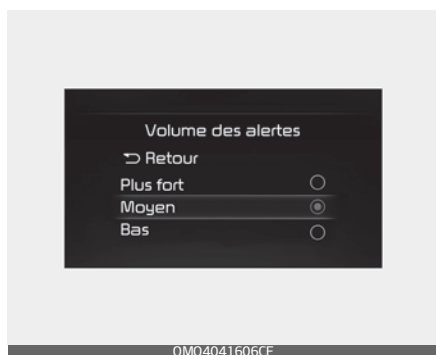 Volume des alertes
⮌ Retour
Plus fort
Moyen
Bas
OMQ4041606CF